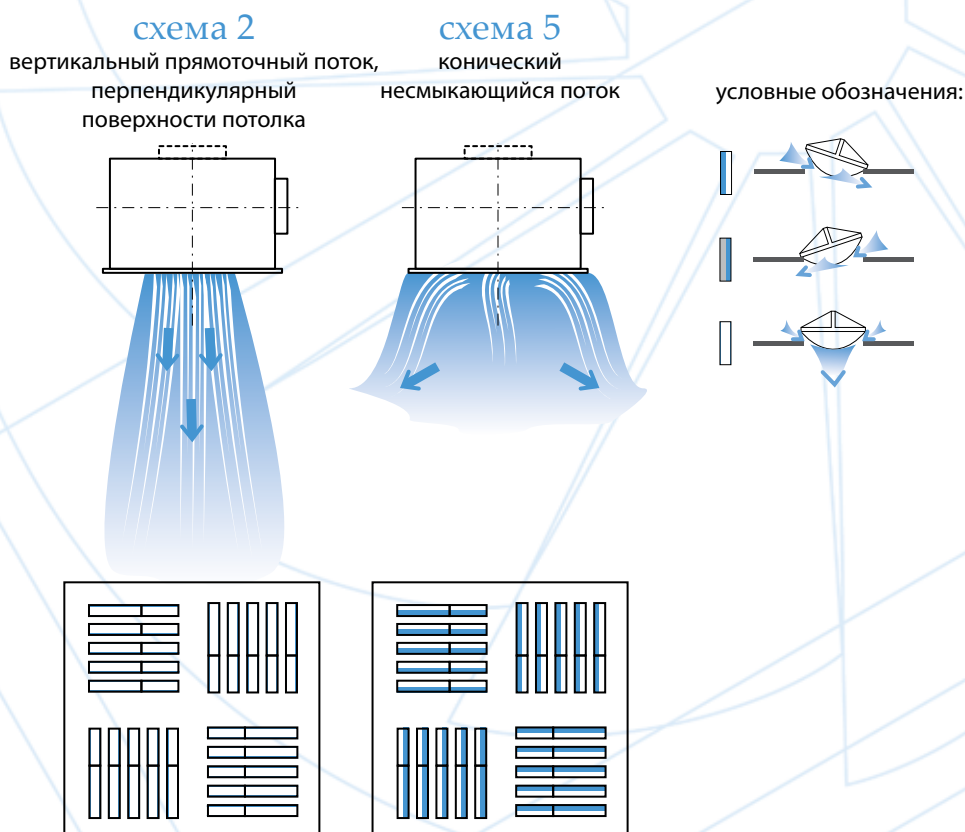 схема 2
вертикальный прямоточный поток,
перпендикулярный
поверхности потолка
схема 5
конический
несмыкающийся поток
условные обозначения: